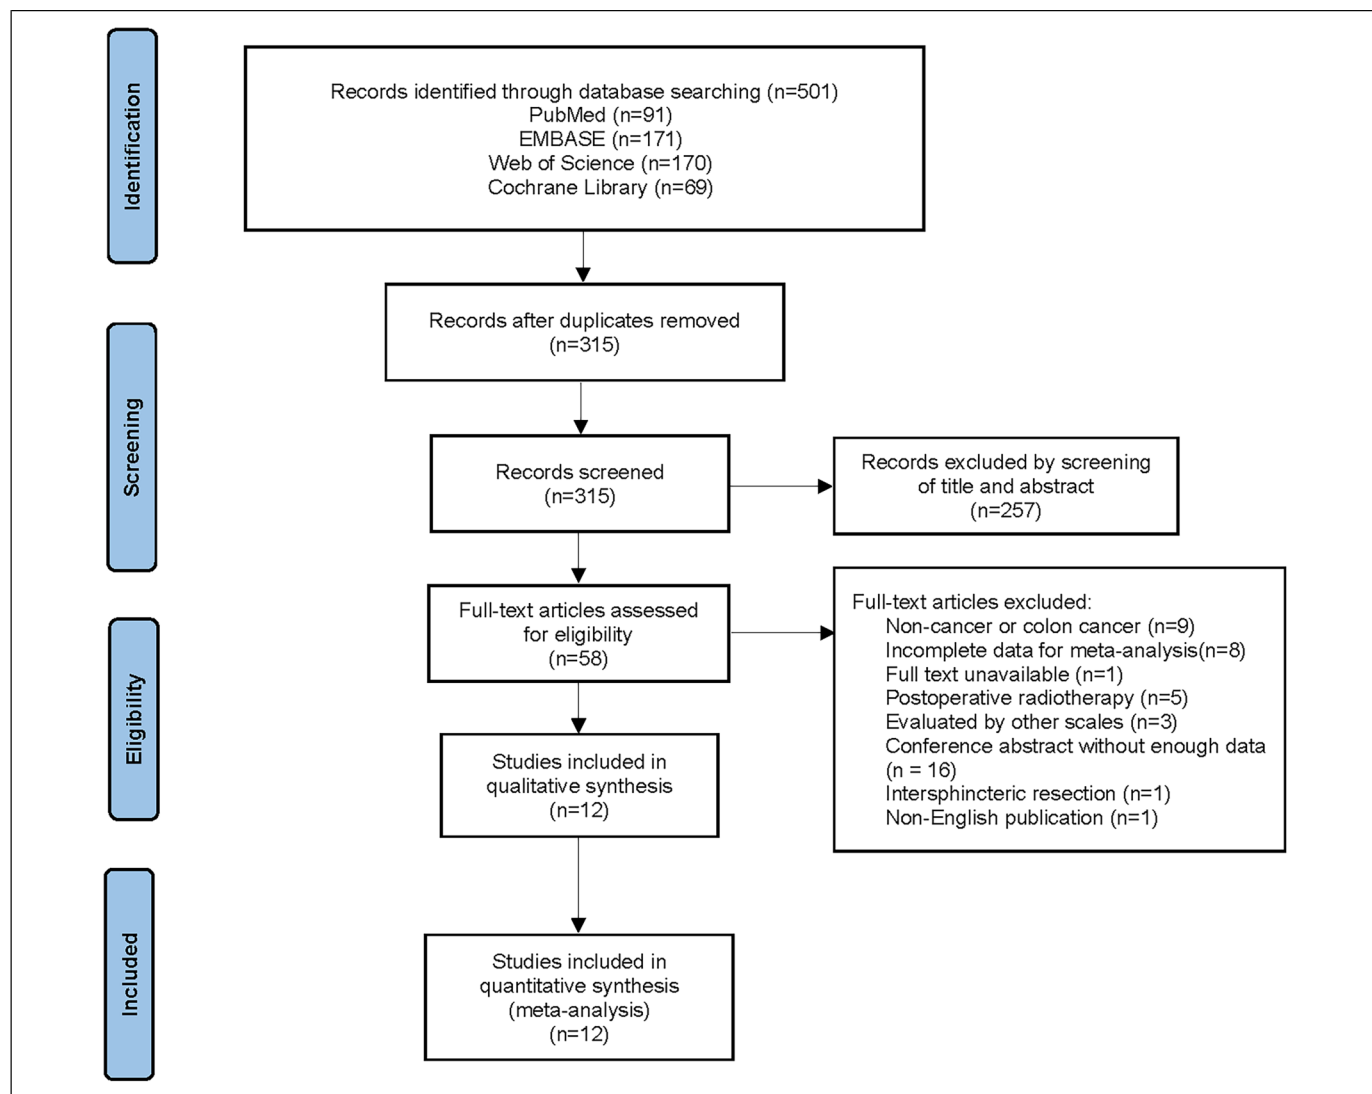 Identification
Records identified through database searching (n=501)
PubMed (n=91)
EMBASE (n=171)
Web of Science (n=170)
Cochrane Library (n=69)
Records after duplicates removed
(n=315)
Screening
Records screened
(n=315)
Records excluded by screening
of title and abstract
(n=257)
Eligibility
Full-text articles assessed
for eligibility
(n=58)
Full-text articles excluded:
Non-cancer or colon cancer (n=9)
Incomplete data for meta-analysis(n=8)
Full text unavailable (n=1)
Postoperative radiotherapy (n=5)
Evaluated by other scales (n=3)
Conference abstract without enough data
(n = 16)
Intersphincteric resection (n=1)
Non-English publication (n=1)
Studies included in
qualitative synthesis
(n=12)
Included
Studies included in
quantitative synthesis
(meta-analysis)
(n=12)